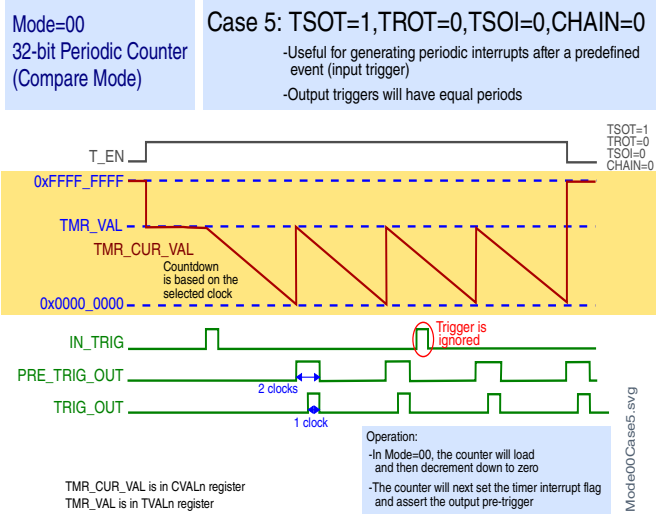 Mode=00
32-bit Periodic Counter
(Compare Mode)
Case 5: TSOT=1,TROT=0,TSOI=0,CHAIN=0
-Useful for generating periodic interrupts after a predefined
event (input trigger)
-Output triggers will have equal periods
TSOT=1
TROT=0
TSOI=0
CHAIN=0
T_EN
0xFFFF_FFFF
TMR_VAL
TMR_CUR_VAL
Countdown
is based on the
selected clock
0x0000_0000
IN_TRIG
Trigger is
ignored
PRE_TRIG_OUT
2 clocks
TRIG_OUT
1 clock
Operation:
-In Mode=00, the counter will load
and then decrement down to zero
-The counter will next set the timer interrupt flag
and assert the output pre-trigger
TMR_CUR_VAL is in CVALn register
TMR_VAL is in TVALn register
Mode00Case5.svg